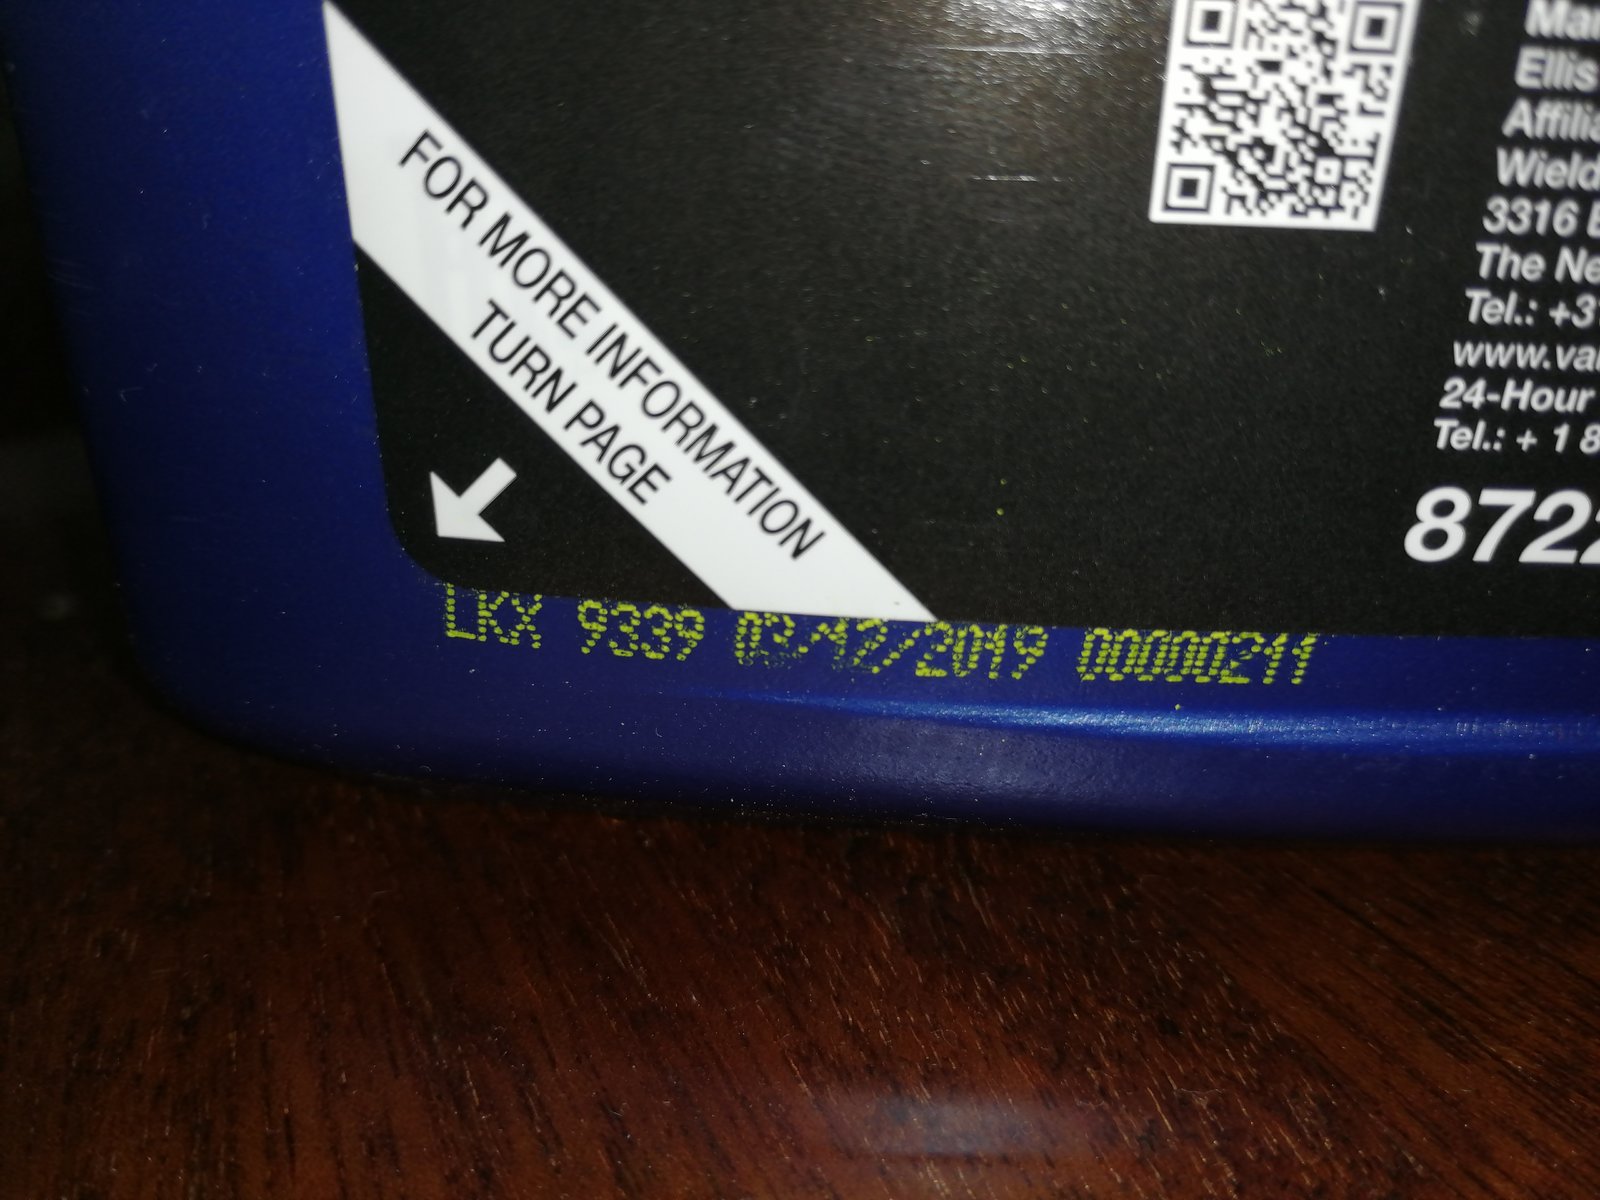 FOR MORE INFORMATION
TURN PAGE
Ellis
Wield
3316
The Ne
Tel.: +3
www.va
24-Hour
Tel.: + 1 8
872
LKX 9339 03/12/2019 00000211